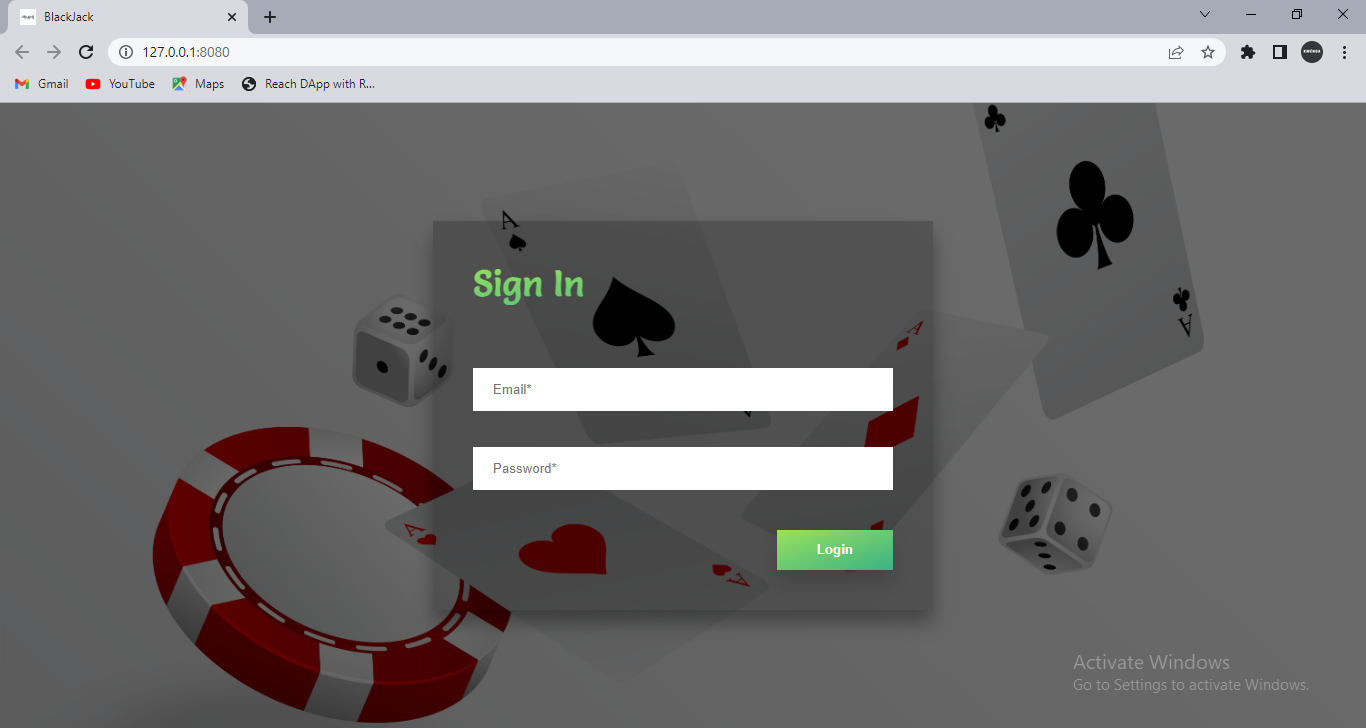 BlackJack
127.0.0.1:8080
Gmail
YouTube
Maps
Reach DApp with R...
A
A
A
A
Sign In
Email*
Password*
A
A
Login
Activate Windows
Go to Settings to activate Windows.